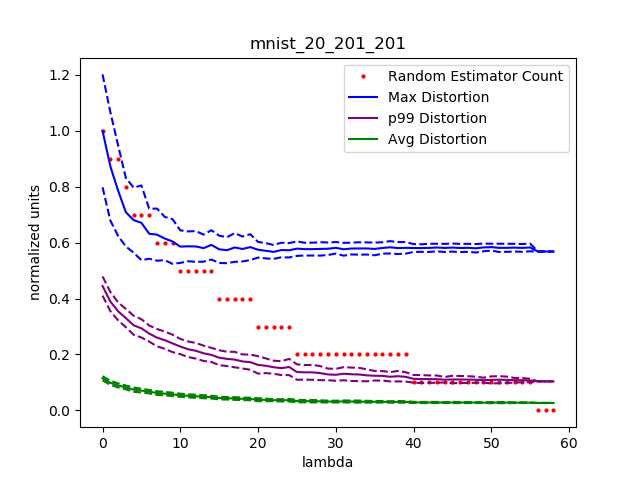 mnist_20_201_201
Random Estimator Count
Max Distortion
p99 Distortion
Avg Distortion
normalized units
1.2
1.0
0.8
0.6
0.4
0.2
0.0
0 10 20 30 40 50 60
lambda